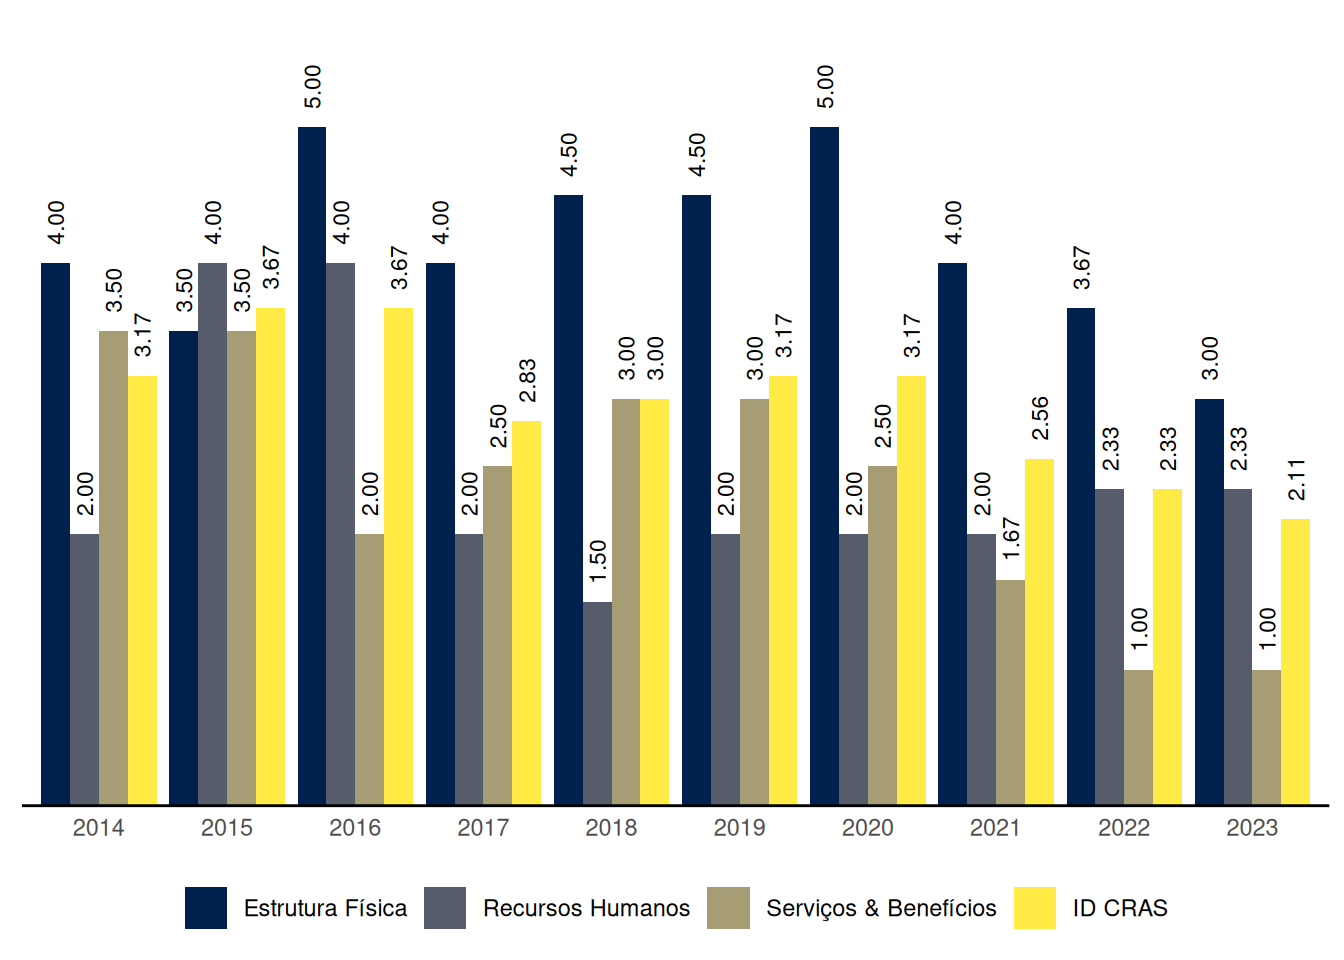 4.00 2.00 3.50 3.17
3.50 4.00 3.50 3.67
5.00 4.00 2.00 3.67
4.00 2.00 2.50 2.83
4.50 1.50 3.00 3.00
4.50 2.00 3.00 3.17
5.00 2.00 2.50 3.17
4.00 2.00 1.67 2.56
3.67 2.33 1.00 2.33
3.00 2.33 1.00 2.11
2014 2015 2016 2017 2018 2019 2020 2021 2022 2023
Estrutura Física Recursos Humanos Serviços & Benefícios ID CRAS